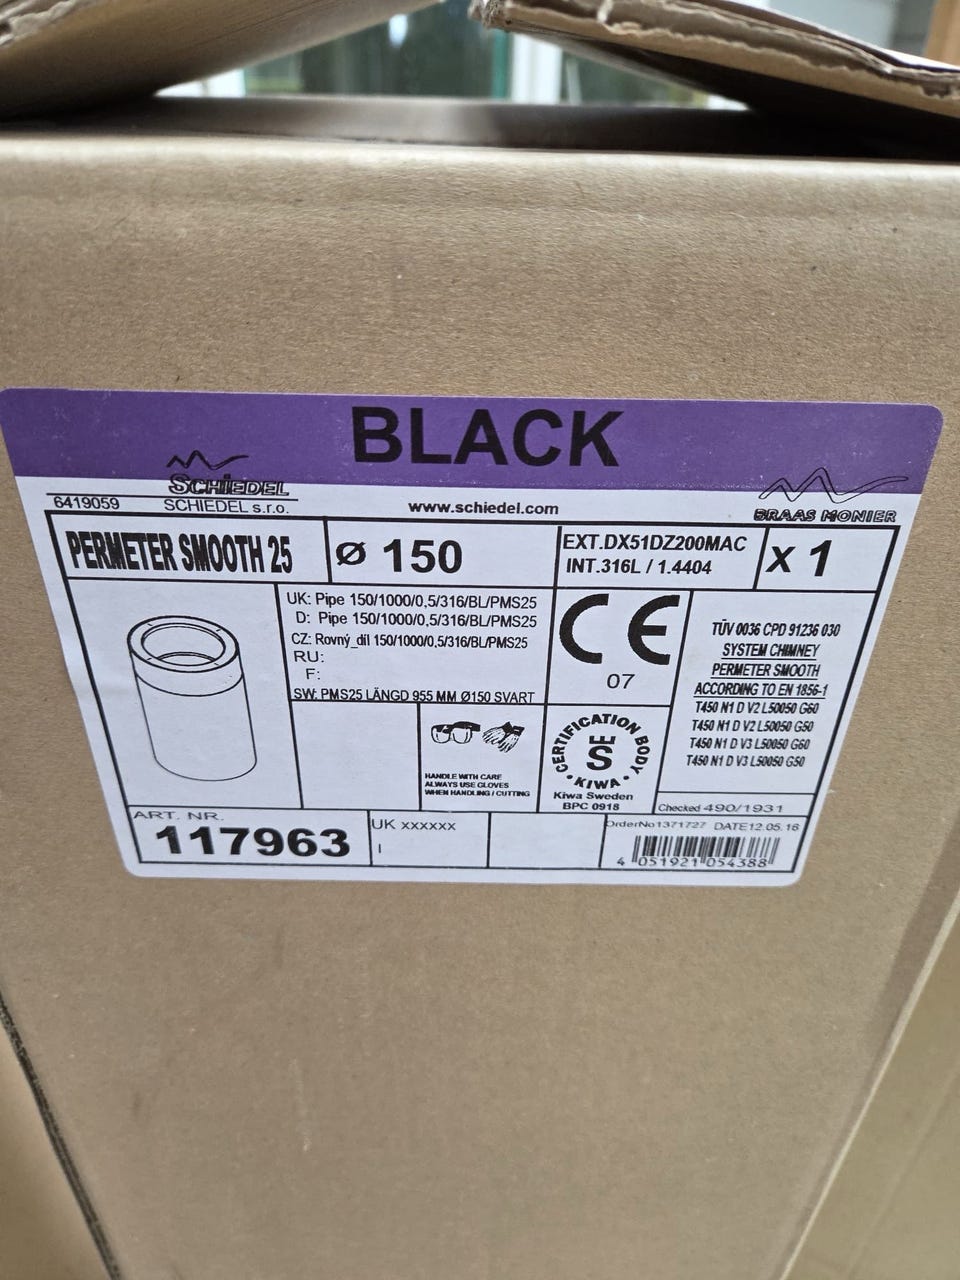 BLACK
SCHIEDEL
6419059
SCHIEDEL s.r.o.
www.schiedel.com
BRAAS MONIER
PERMETER SMOOTH 25
Ø 150
EXT.DX51DZ200MAC
INT.316L / 1.4404
X 1
UK: Pipe 150/1000/0,5/316/BL/PMS25
D: Pipe 150/1000/0,5/316/BL/PMS25
CZ: Rovný_díl 150/1000/0,5/316/BL/PMS25
RU:
F:
SW: PMS25 LÄNGD 955 MM Ø150 SVART
CE
07
TÜV 0036 CPD 91236 030
SYSTEM CHIMNEY
PERMETER SMOOTH
ACCORDING TO EN 1856-1
T450 N1 D V2 L50050 G60
T450 N1 D V2 L50050 G50
T450 N1 D V3 L50050 G60
T450 N1 D V3 L50050 G50
HANDLE WITH CARE
ALWAYS USE GLOVES
WHEN HANDLING / CUTTING
CERTIFICATION BODY
KIWA
Kiwa Sweden
BPC 0918
Checked 490/1931
ART. NR.
117963
UK xxxxxx
OrderNo1371727 DATE12.05.16
4 051921 054388